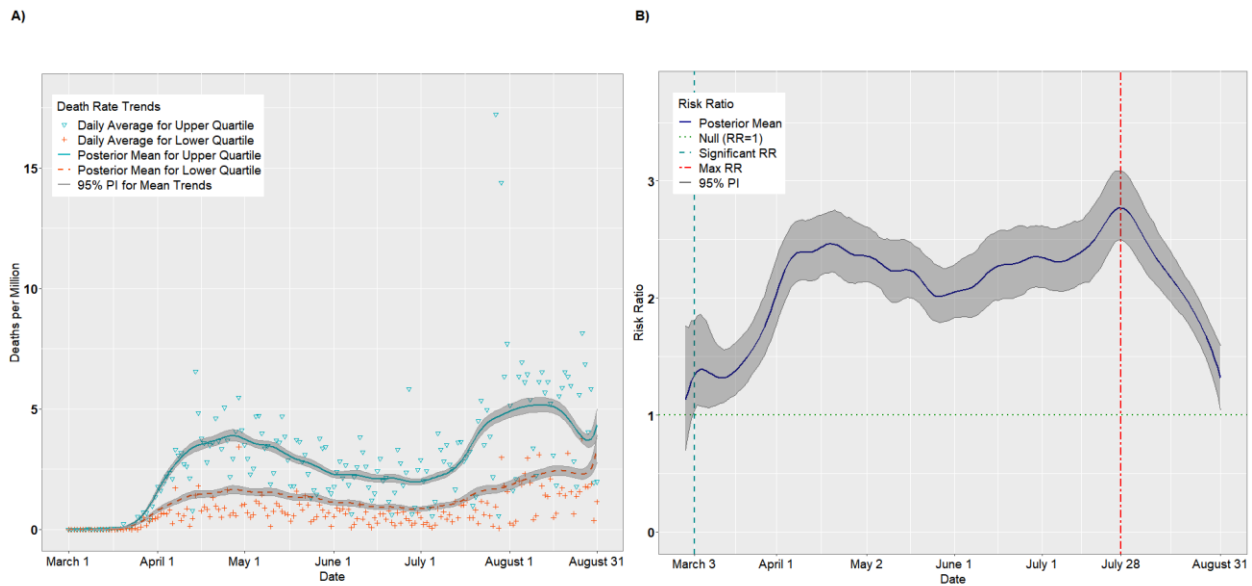 A)
Death Rate Trends
Daily Average for Upper Quartile
Daily Average for Lower Quartile
Posterior Mean for Upper Quartile
Posterior Mean for Lower Quartile
95% PI for Mean Trends
Deaths per Million
15
10
5
0
March 1 April 1 May 1 June 1 July 1 August 1 August 31
Date
B)
Risk Ratio
Posterior Mean
Null (RR=1)
Significant RR
Max RR
95% PI
Risk Ratio
3
2
1
0
March 3 April 1 May 2 June 1 July 1 July 28 August 31
Date